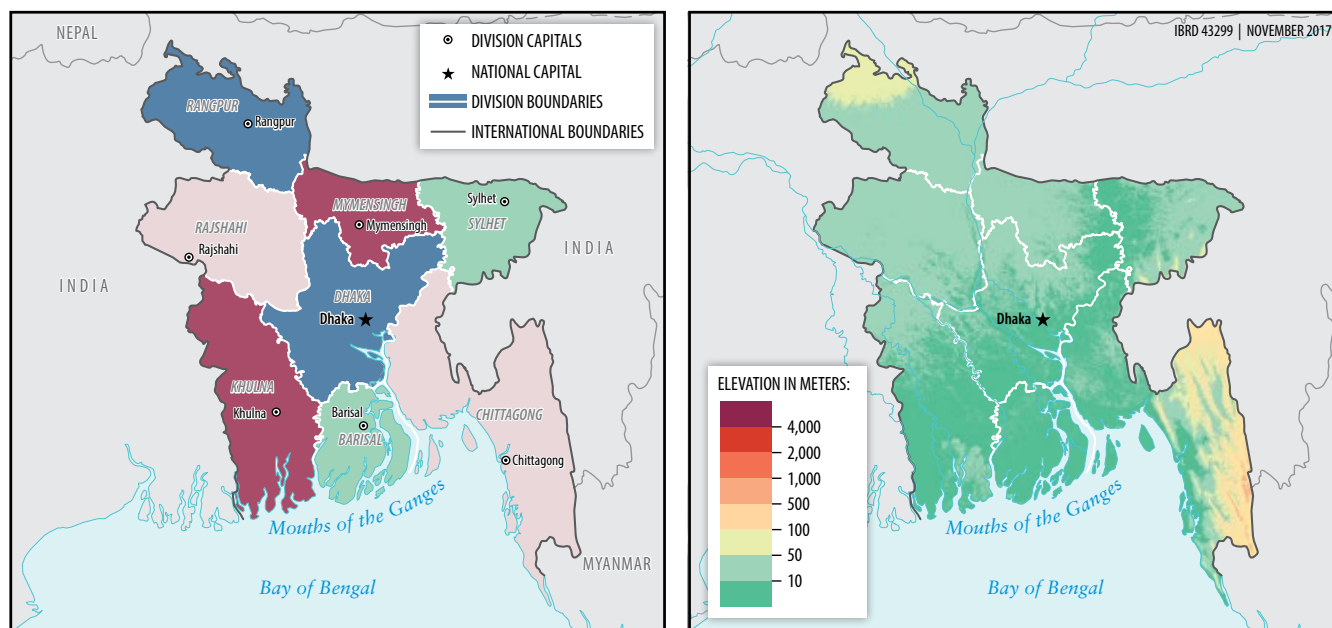 NEPAL
DIVISION CAPITALS
NATIONAL CAPITAL
DIVISION BOUNDARIES
INTERNATIONAL BOUNDARIES
RANGPUR
Rangpur
MYMENSINGH
Mymensingh
Sylhet
SYLHET
RAJSHAHI
Rajshahi
INDIA
INDIA
DHAKA
Dhaka
KHULNA
Khulna
Barisal
BARISAL
CHITTAGONG
Chittagong
Mouths of the Ganges
MYANMAR
Bay of Bengal
IBRD 43299 | NOVEMBER 2017
Dhaka
ELEVATION IN METERS:
4,000
2,000
1,000
500
100
50
10
Mouths of the Ganges
Bay of Bengal